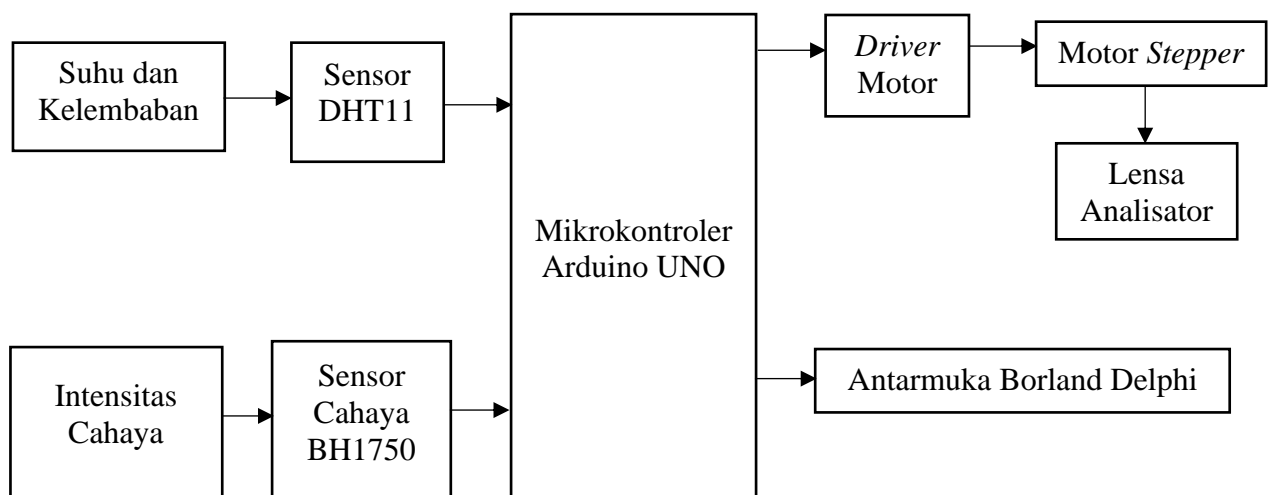 Suhu dan
Kelembaban
Sensor
DHT11
Mikrokontroler
Arduino UNO
Driver
Motor
Motor Stepper
Lensa
Analisator
Intensitas
Cahaya
Sensor
Cahaya
BH1750
Antarmuka Borland Delphi